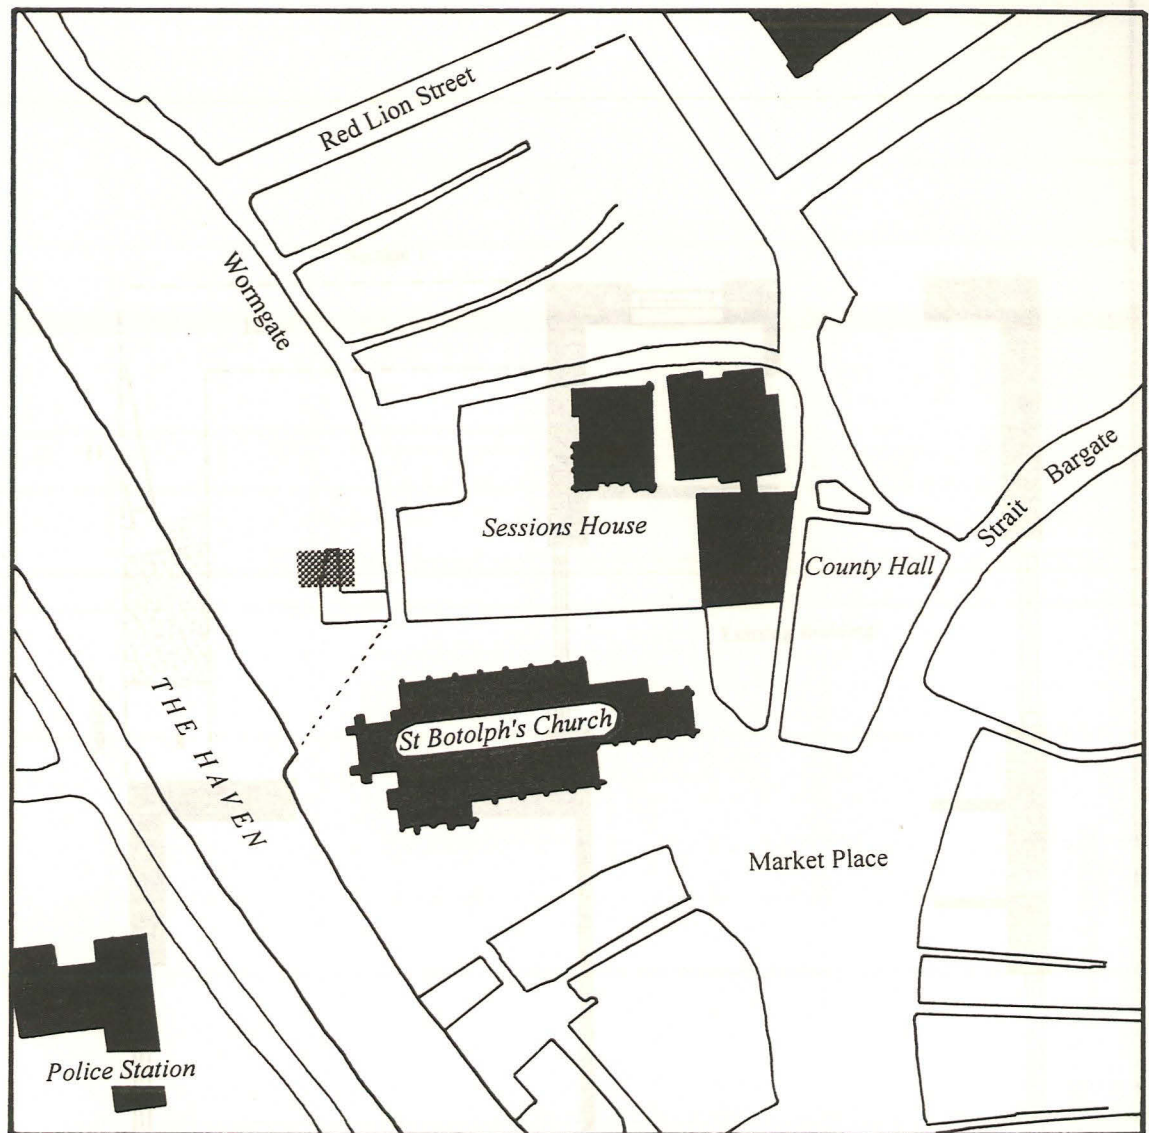 Red Lion Street
Wormgate
Strait Bargate
Sessions House
County Hall
THE HAVEN
St Botolph's Church
Market Place
Police Station